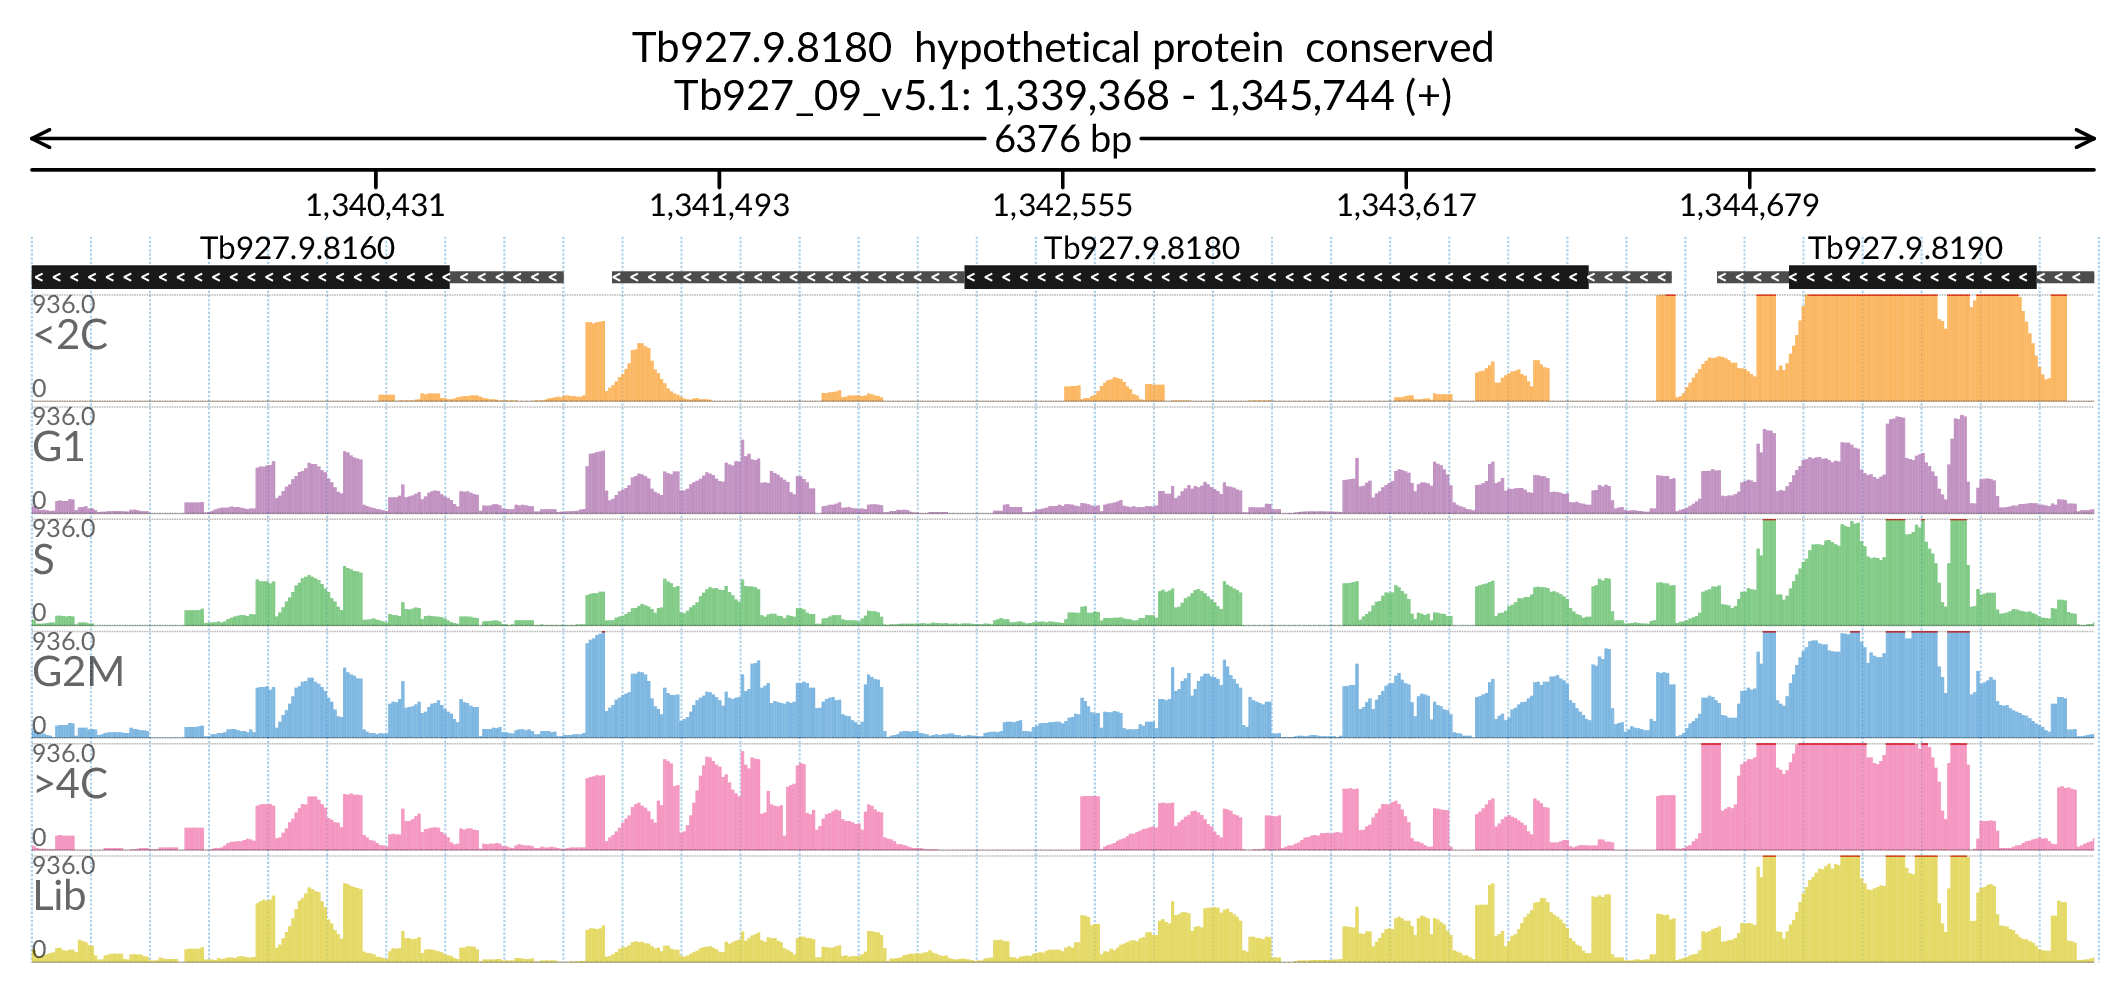 Tb927.9.8180  hypothetical protein  conserved
Tb927_09_v5.1: 1,339,368 - 1,345,744 (+)
6376 bp
1,340,431 1,341,493 1,342,555 1,343,617 1,344,679
Tb927.9.8160 Tb927.9.8180 Tb927.9.8190
936.0
<2C
0
936.0
G1
0
936.0
S
0
936.0
G2M
0
936.0
>4C
0
936.0
Lib
0